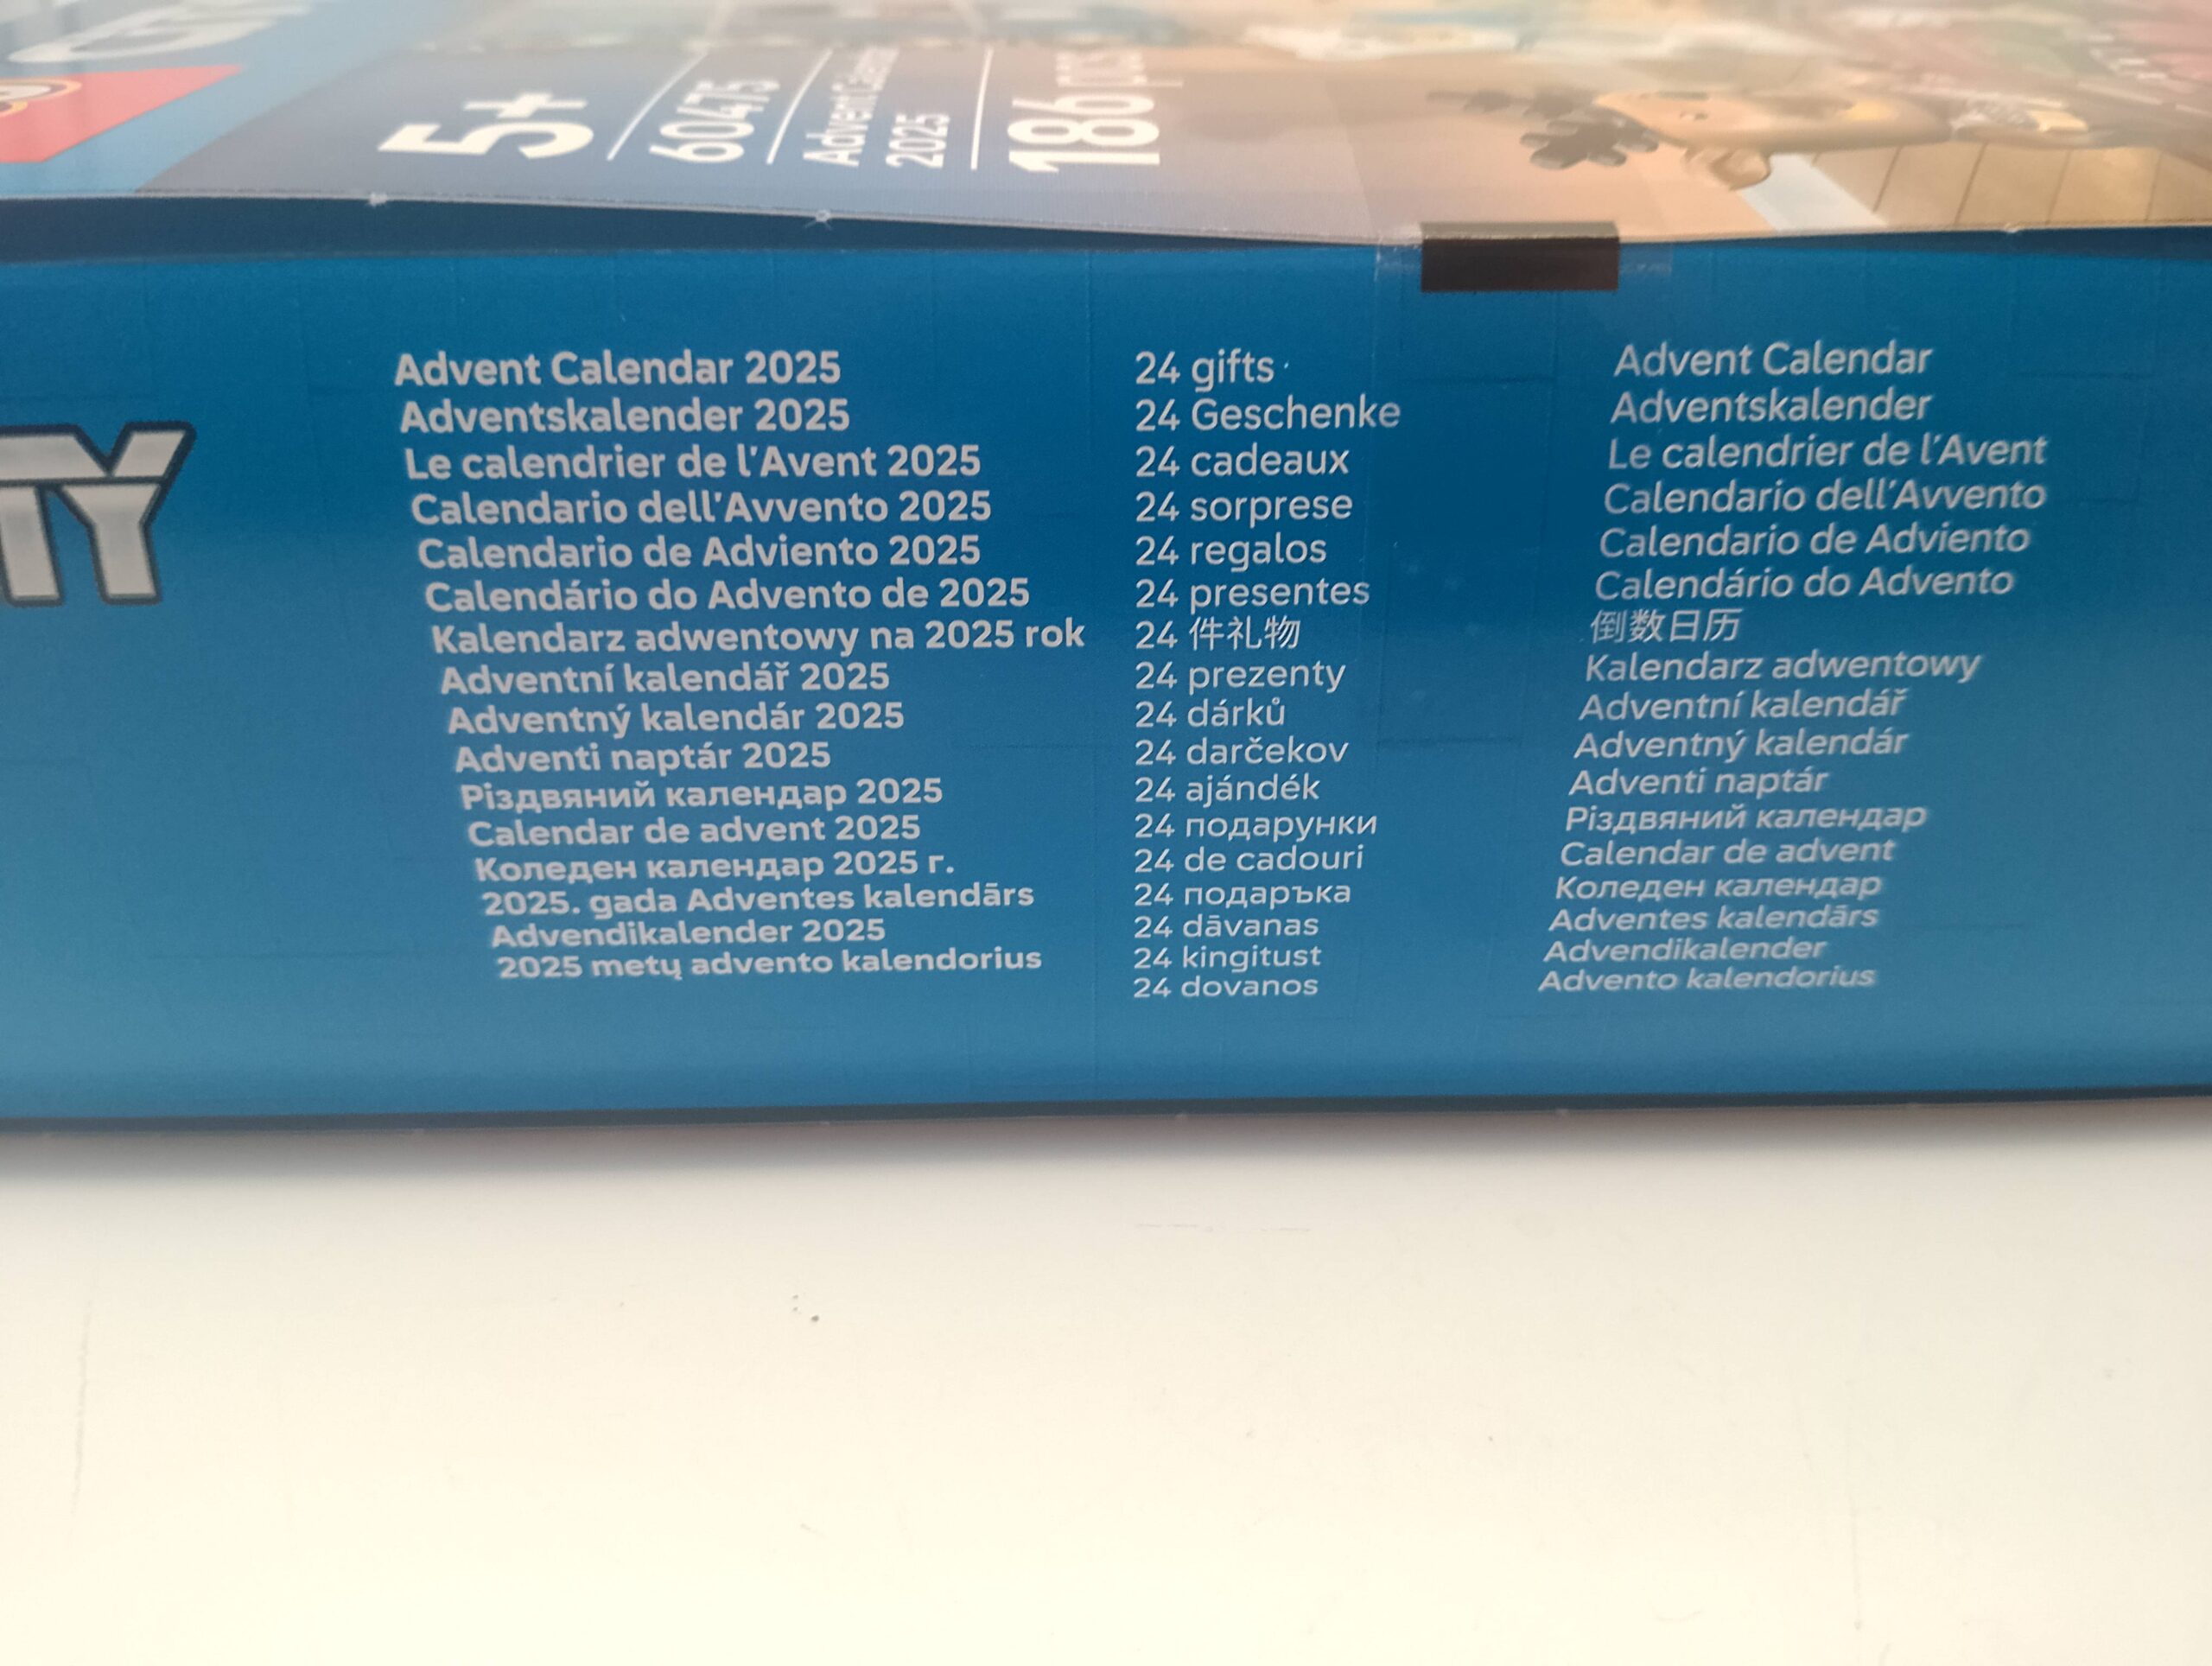 5+
60475
Advent Calendar
2025
186
TY
Advent Calendar 2025
Adventskalender 2025
Le calendrier de l'Avent 2025
Calendario dell'Avvento 2025
Calendario de Adviento 2025
Calendário do Advento de 2025
Kalendarz adwentowy na 2025 rok
Adventní kalendář 2025
Adventný kalendár 2025
Adventi naptár 2025
Різдвяний календар 2025
Calendar de advent 2025
Коледен календар 2025 г.
2025. gada Adventes kalendārs
Advendikalender 2025
2025 metų advento kalendorius
24 gifts
24 Geschenke
24 cadeaux
24 sorprese
24 regalos
24 presentes
24 件礼物
24 prezenty
24 dárků
24 darčekov
24 ajándék
24 подарунки
24 de cadouri
24 подаръка
24 dāvanas
24 kingitust
24 dovanos
Advent Calendar
Adventskalender
Le calendrier de l'Avent
Calendario dell'Avvento
Calendario de Adviento
Calendário do Advento
倒数日历
Kalendarz adwentowy
Adventní kalendář
Adventný kalendár
Adventi naptár
Різдвяний календар
Calendar de advent
Коледен календар
Adventes kalendārs
Advendikalender
Advento kalendorius